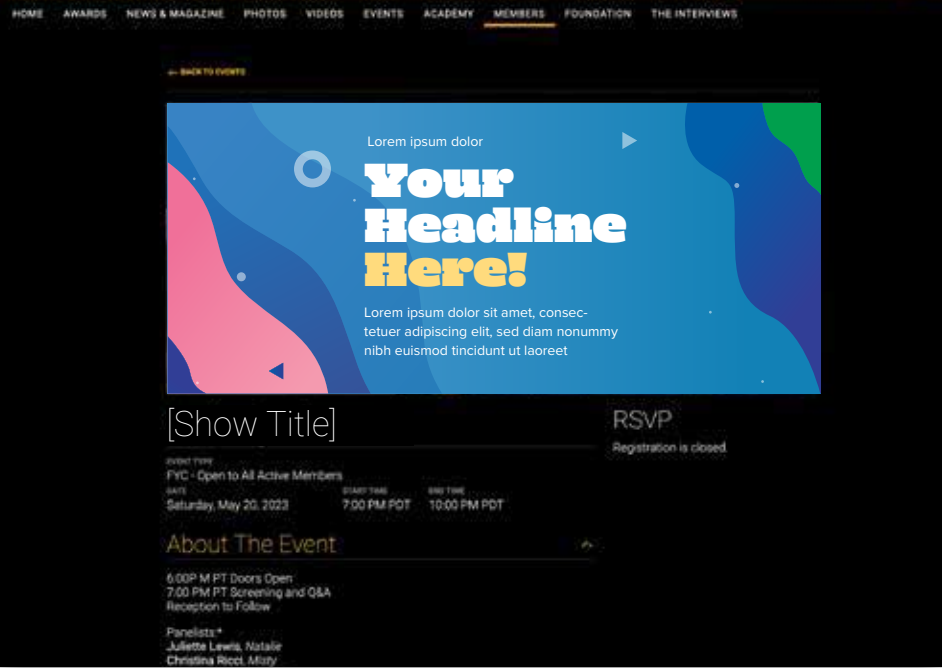 HOME AWARDS NEWS & MAGAZINE PHOTOS VIDEOS EVENTS ACADEMY MEMBERS FOUNDATION THE INTERVIEWS
← BACK TO EVENTS
Lorem ipsum dolor
Your
Headline
Here!
Lorem ipsum dolor sit amet, consec-
tetuer adipiscing elit, sed diam nonummy
nibh euismod tincidunt ut laoreet
[Show Title]
RSVP
Registration is closed.
EVENT TYPE
FYC - Open to All Active Members
DATE START TIME END TIME
Saturday, May 20, 2023 7:00 PM PDT 10:00 PM PDT
About The Event
6:00P M PT Doors Open
7:00 PM PT Screening and Q&A
Reception to Follow
Panelists:*
Juliette Lewis, Natalie
Christina Ricci, Misty